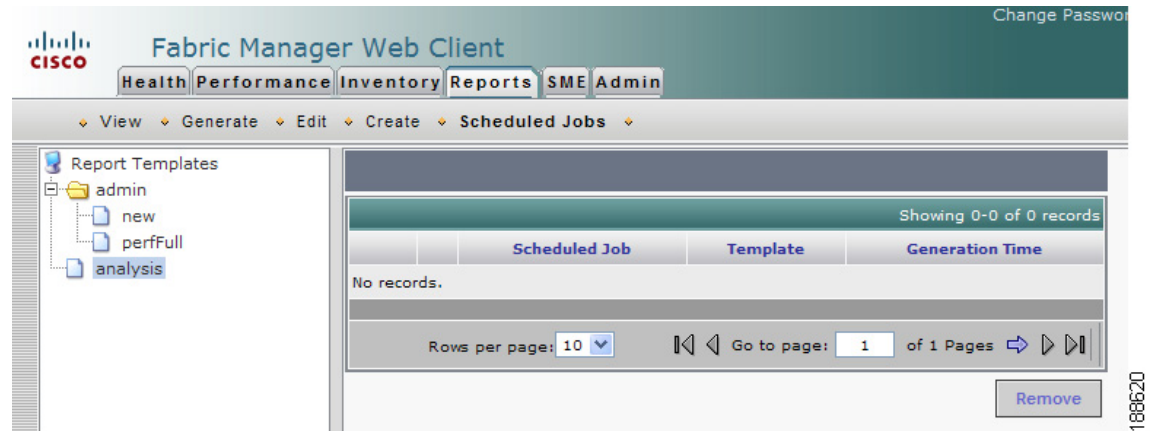 Change Passwor
CISCO
Fabric Manager Web Client
Health Performance Inventory Reports SME Admin
View Generate Edit Create Scheduled Jobs
Report Templates
admin
new
perfFull
analysis
Showing 0-0 of 0 records
Scheduled Job Template Generation Time
No records.
Rows per page: 10 Go to page: 1 of 1 Pages
Remove
188620